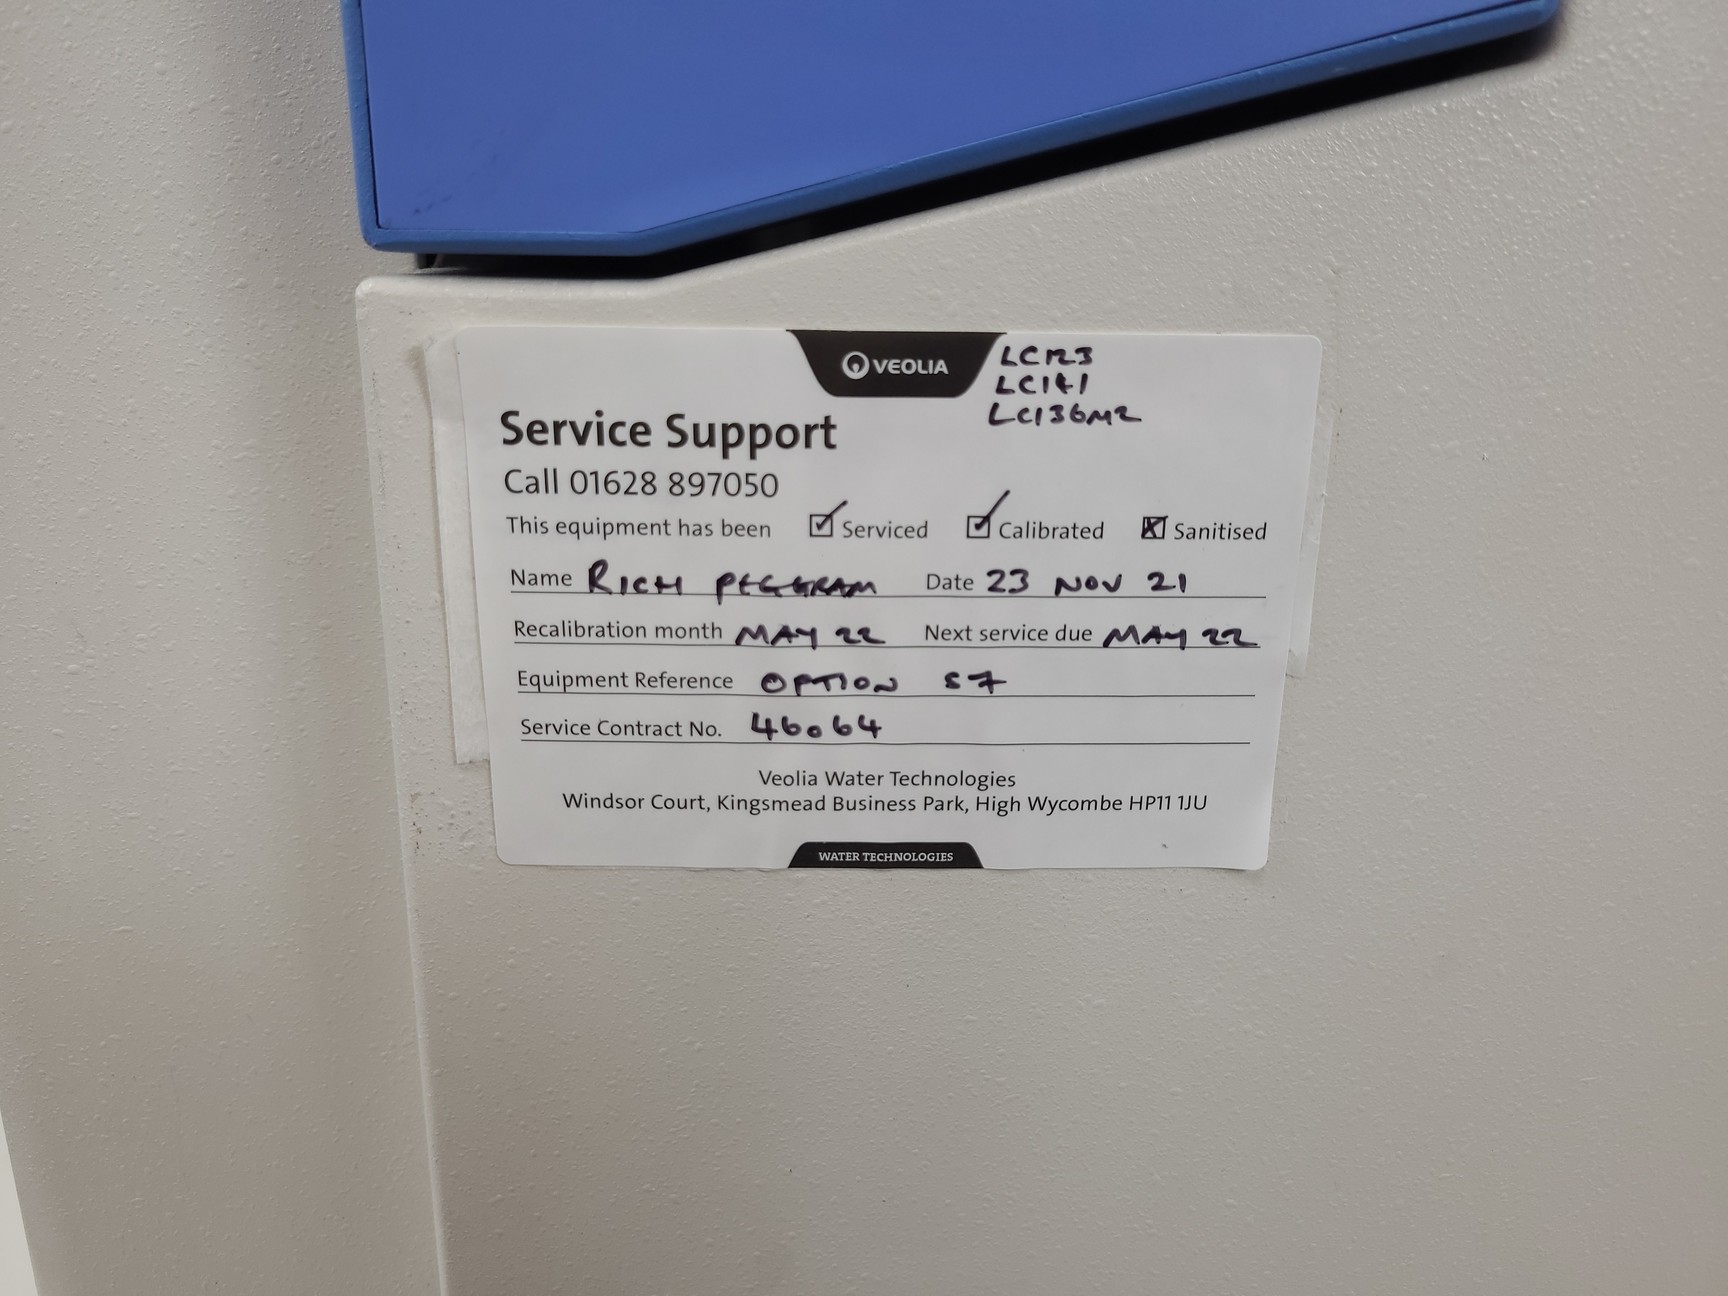 VEOLIA
LC123
LC141
LC136M2
Service Support
Call 01628 897050
This equipment has been Serviced Calibrated Sanitised
Name RICH PEGGRAM Date 23 NOV 21
Recalibration month MAY 22 Next service due MAY 22
Equipment Reference OPTION S7
Service Contract No. 46064
Veolia Water Technologies
Windsor Court, Kingsmead Business Park, High Wycombe HP11 1JU
WATER TECHNOLOGIES